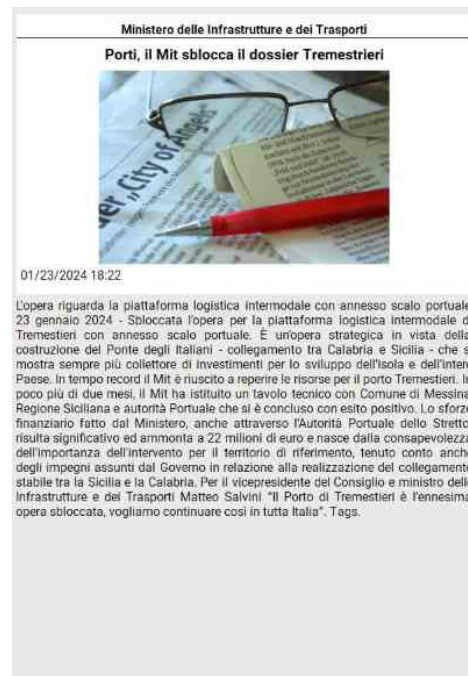 Ministero delle Infrastrutture e dei Trasporti
Porti, il Mit sblocca il dossier Tremestrieri
er „City of Angels“
01/23/2024 18:22
L'opera riguarda la piattaforma logistica intermodale con annesso scalo portuale
23 gennaio 2024 - Sbloccata l'opera per la piattaforma logistica intermodale d
Tremestieri con annesso scalo portuale. È un'opera strategica in vista della
costruzione del Ponte degli Italiani - collegamento tra Calabria e Sicilia - che s
mostra sempre più collettore di investimenti per lo sviluppo dell'isola e dell'inter
Paese. In tempo record il Mit è riuscito a reperire le risorse per il porto Tremestieri. I
poco più di due mesi, il Mit ha istituito un tavolo tecnico con Comune di Messina
Regione Siciliana e autorità Portuale che si è concluso con esito positivo. Lo sforz
finanziario fatto dal Ministero, anche attraverso l'Autorità Portuale dello Stretto
risulta significativo ed ammonta a 22 milioni di euro e nasce dalla consapevolezza
dell'importanza dell'intervento per il territorio di riferimento, tenuto conto anch
degli impegni assunti dal Governo in relazione alla realizzazione del collegamento
stabile tra la Sicilia e la Calabria. Per il vicepresidente del Consiglio e ministro dell
Infrastrutture e dei Trasporti Matteo Salvini "Il Porto di Tremestieri è l'ennesima
opera sbloccata, vogliamo continuare così in tutta Italia". Tags.